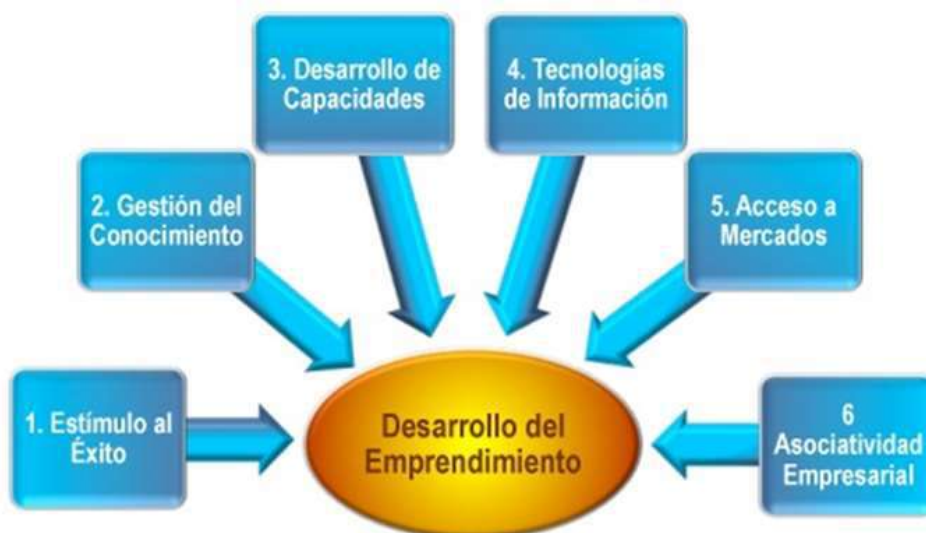 1. Estímulo al
Éxito
2. Gestión del
Conocimiento
3. Desarrollo de
Capacidades
4. Tecnologías
de Información
5. Acceso a
Mercados
6
Asociatividad
Empresarial
Desarrollo del
Emprendimiento